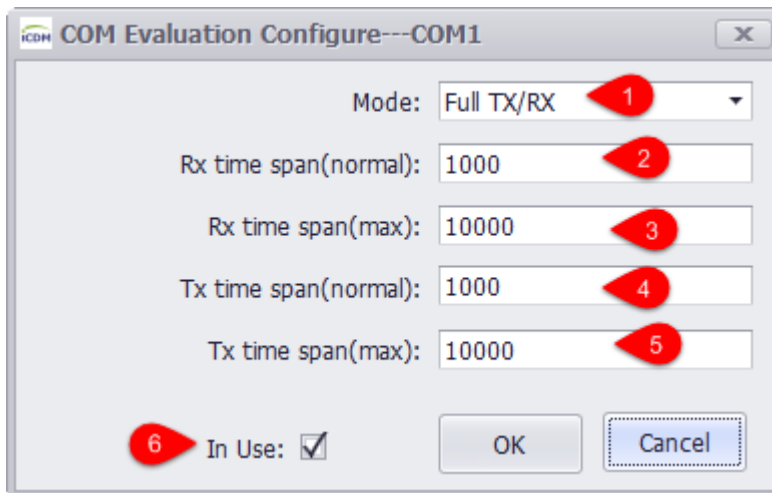 iCDM COM Evaluation Configure---COM1 x
Mode: Full TX/RX 1
Rx time span(normal): 1000 2
Rx time span(max): 10000 3
Tx time span(normal): 1000 4
Tx time span(max): 10000 5
6 In Use: OK Cancel